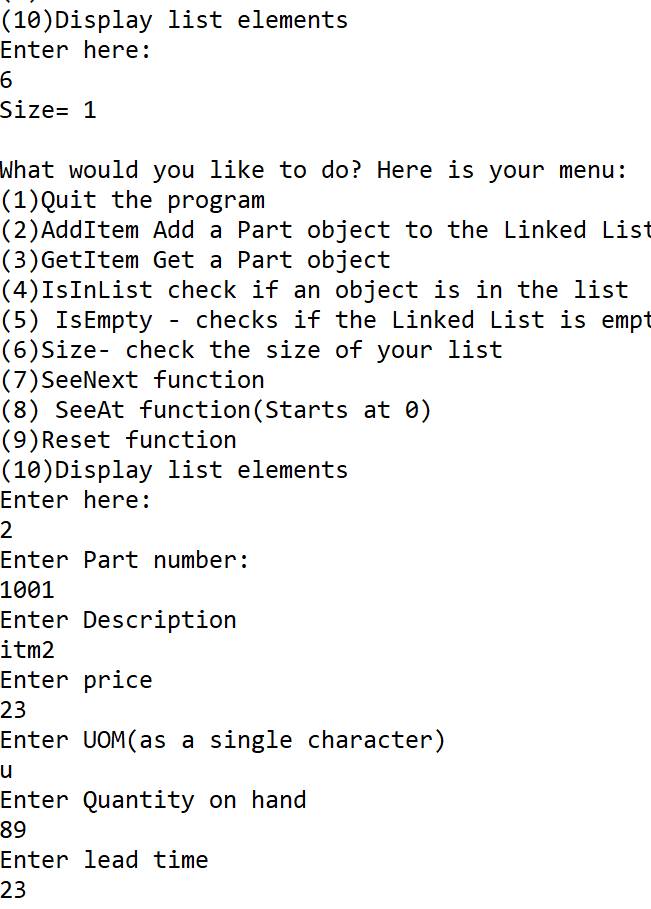 (10)Display list elements
Enter here:
6
Size= 1
What would you like to do? Here is your menu:
(1)Quit the program
(2)AddItem Add a Part object to the Linked List
(3)GetItem Get a Part object
(4)IsInList check if an object is in the list
(5) IsEmpty - checks if the Linked List is empt
(6)Size- check the size of your list
(7)SeeNext function
(8) SeeAt function(Starts at 0)
(9)Reset function
(10)Display list elements
Enter here:
2
Enter Part number:
1001
Enter Description
itm2
Enter price
23
Enter UOM(as a single character)
u
Enter Quantity on hand
89
Enter lead time
23